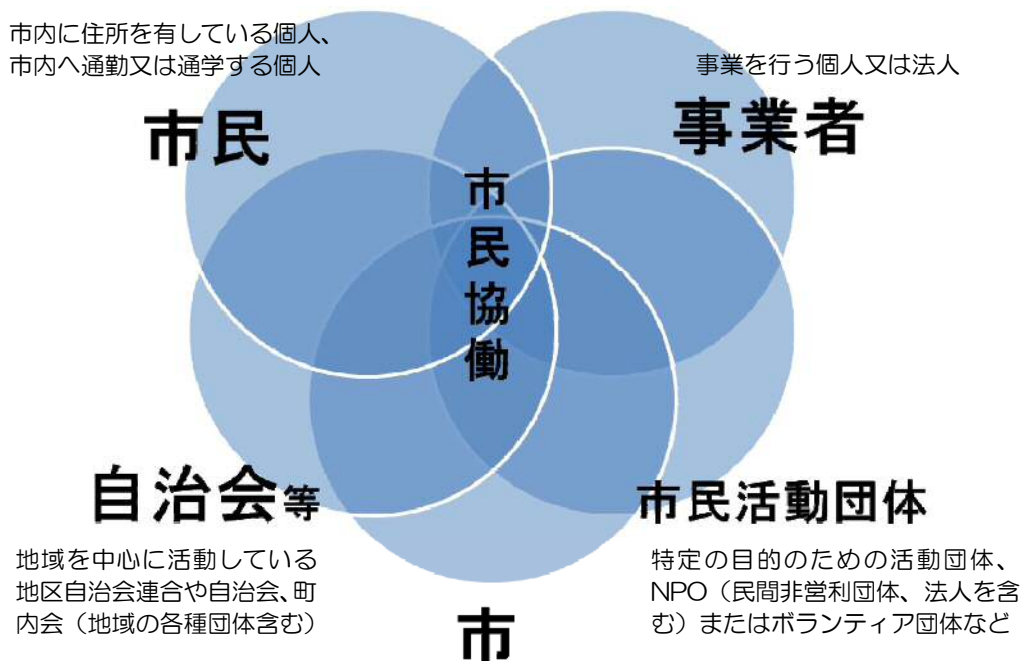 市内に住所を有している個人、
市内へ通勤又は通学する個人
市民
事業を行う個人又は法人
事業者
市民協働
自治会等
地域を中心に活動している
地区自治会連合や自治会、町
内会（地域の各種団体含む）
市民活動団体
特定の目的のための活動団体、
NPO（民間非営利団体、法人を含
む）またはボランティア団体など
市